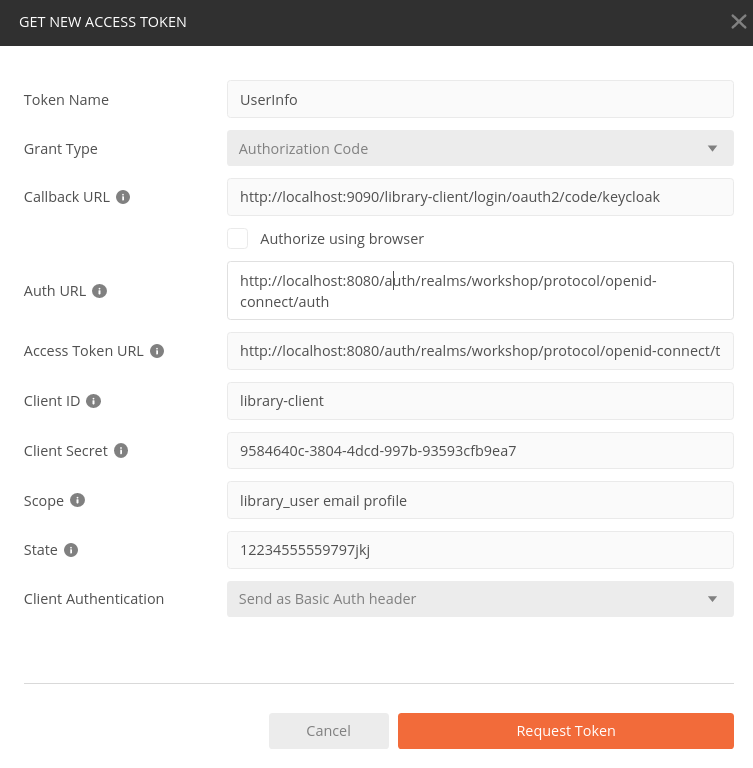 GET NEW ACCESS TOKEN
Token Name
UserInfo
Grant Type
Authorization Code
Callback URL
http://localhost:9090/library-client/login/oauth2/code/keycloak
Authorize using browser
Auth URL
http://localhost:8080/auth/realms/workshop/protocol/openid-
connect/auth
Access Token URL
http://localhost:8080/auth/realms/workshop/protocol/openid-connect/t
Client ID
library-client
Client Secret
9584640c-3804-4dcd-997b-93593cfb9ea7
Scope
library_user email profile
State
12234555559797jkj
Client Authentication
Send as Basic Auth header
Cancel
Request Token